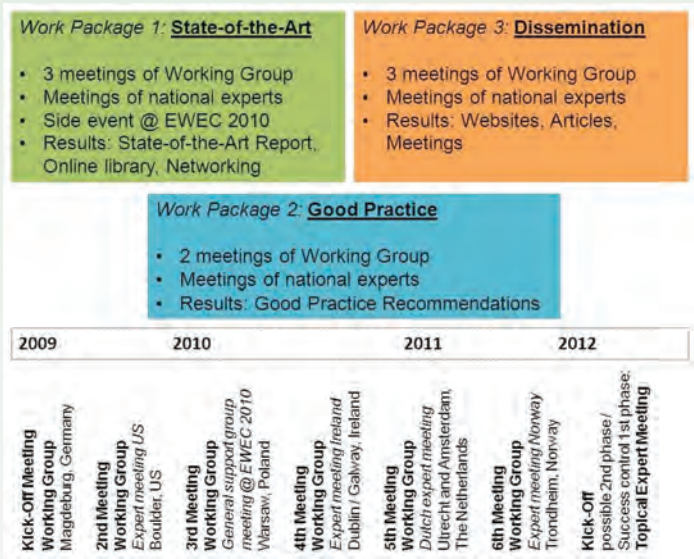 Work Package 1: State-of-the-Art
• 3 meetings of Working Group
• Meetings of national experts
• Side event @ EWEC 2010
• Results: State-of-the-Art Report,
Online library, Networking
Work Package 3: Dissemination
• 3 meetings of Working Group
• Meetings of national experts
• Results: Websites, Articles,
Meetings
Work Package 2: Good Practice
• 2 meetings of Working Group
• Meetings of national experts
• Results: Good Practice Recommendations
2009 2010 2011 2012
Kick-Off Meeting
Working Group
Magdeburg, Germany
2nd Meeting
Working Group
Expert meeting US
Boulder, US
3rd Meeting
Working Group
General support group
meeting @ EWEC 2010
Warsaw, Poland
4th Meeting
Working Group
Expert meeting Ireland
Dublin / Galway, Ireland
5th Meeting
Working Group
Dutch expert meeting
Utrecht and Amsterdam,
The Netherlands
6th Meeting
Working Group
Expert meeting Norway
Trondheim, Norway
Kick-Off
possible 2nd phase /
Success control 1st phase:
Topical Expert Meeting